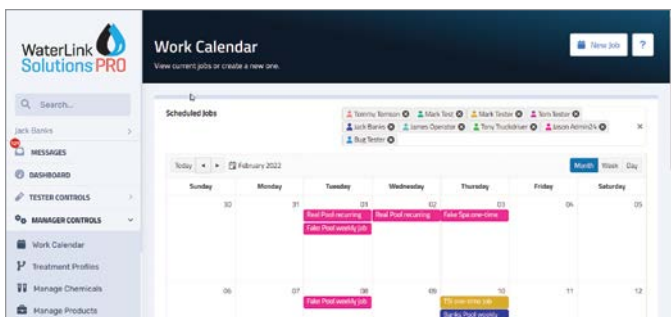 WaterLink
Solutions PRO
Work Calendar
View current jobs or create a new one.
New Job
?
Search...
Jack Banks
MESSAGES
DASHBOARD
TESTER CONTROLS
MANAGER CONTROLS
Work Calendar
Treatment Profiles
Manage Chemicals
Manage Products
Scheduled Jobs
Tommy Tomson Mark Test Mark Tester Tom Tester
Jack Banks James Operator Tony Truckdriver Jason Admin24
Bug Tester
Today February 2022
Month Week Day
Sunday Monday Tuesday Wednesday Thursday Friday Saturday
30 31 01 02 03 04 05
Real Pool recurring Real Pool recurring Fake Spa one-time
Fake Pool weekly job
06 07 08 09 10 11 12
Fake Pool weekly job one-time job
Banks Pool weekly